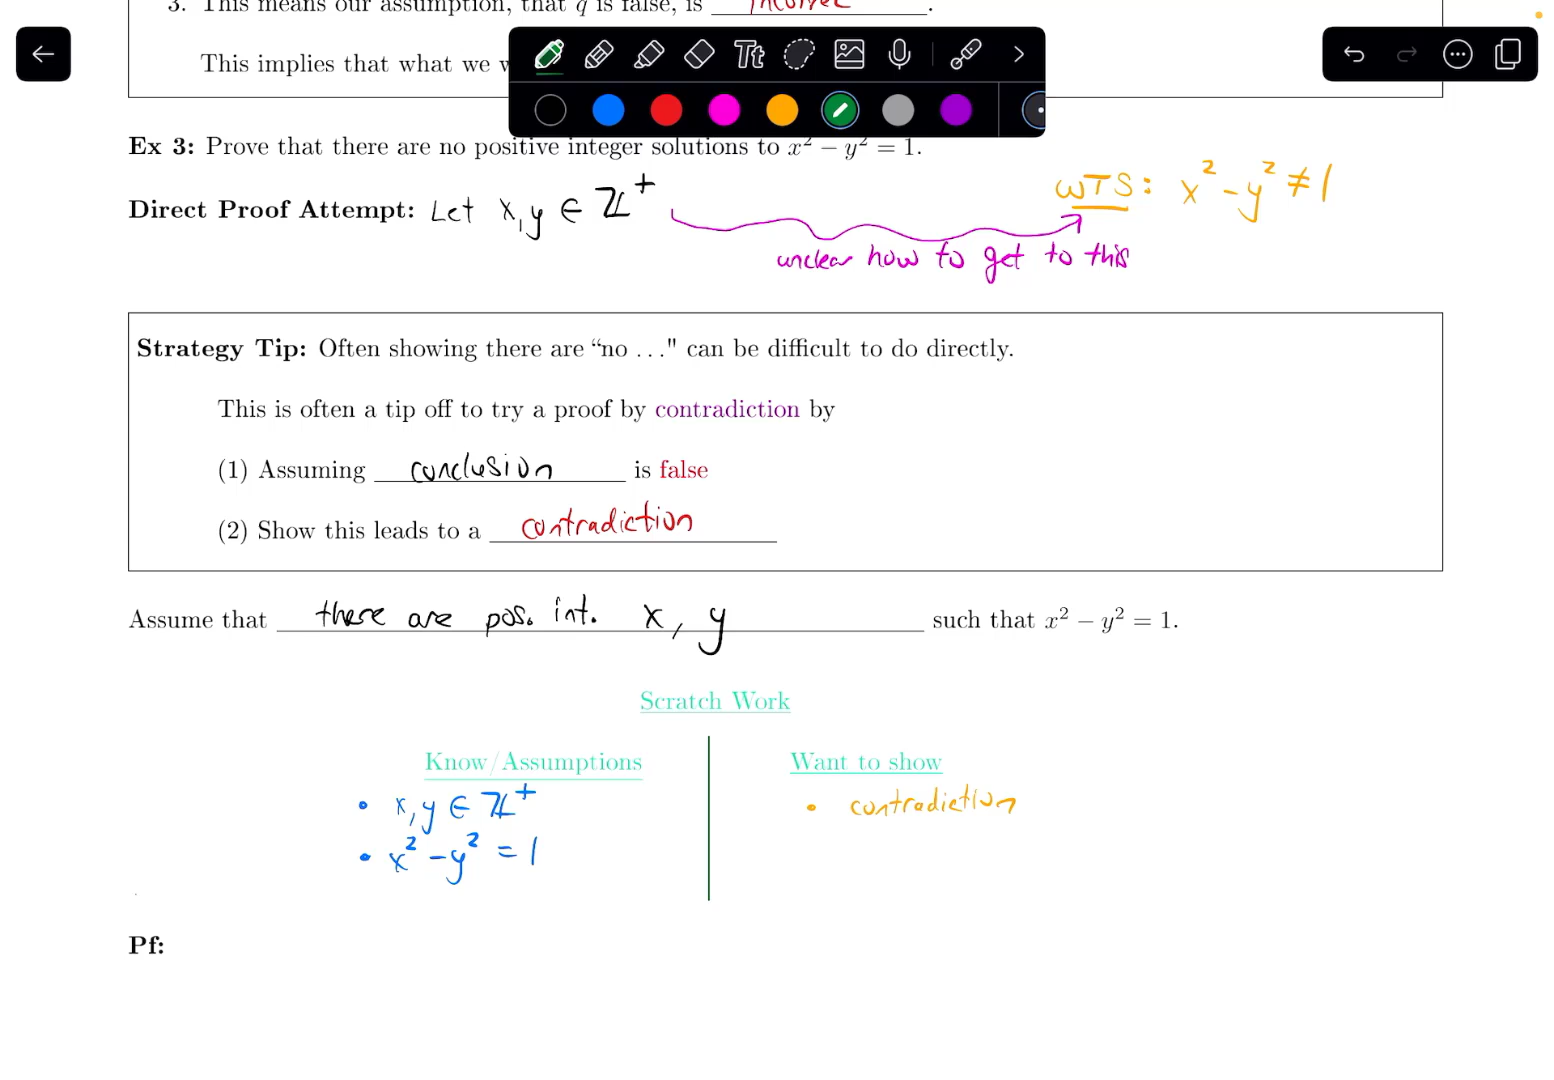 3. This means our assumption, that q is false, is incorrec .
This implies that what we w
Tt
Ex 3: Prove that there are no positive integer solutions to x² − y² = 1.
WTS: x² - y² ≠ 1
Direct Proof Attempt: Let x, y ∈ ℤ⁺
unclear how to get to this
Strategy Tip: Often showing there are “no . . ." can be difficult to do directly.
This is often a tip off to try a proof by contradiction by
(1) Assuming conclusion is false
(2) Show this leads to a contradiction
Assume that there are pos. int. x, y such that x² − y² = 1.
Scratch Work
Know/Assumptions
Want to show
• x, y ∈ ℤ⁺
• contradiction
• x² - y² = 1
Pf: